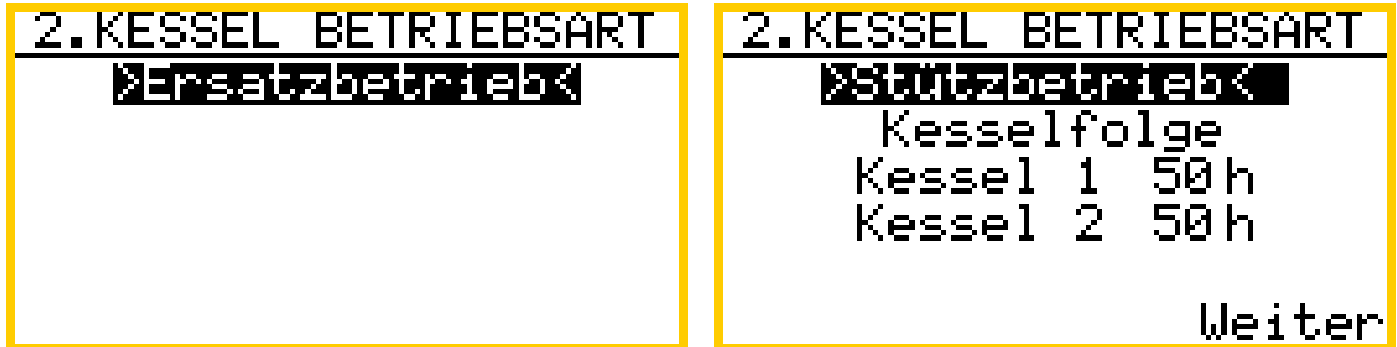 2.KESSEL BETRIEBSART
>Ersatzbetrieb<
2.KESSEL BETRIEBSART
>Stützbetrieb<
Kesselfolge
Kessel 1 50h
Kessel 2 50h
Weiter